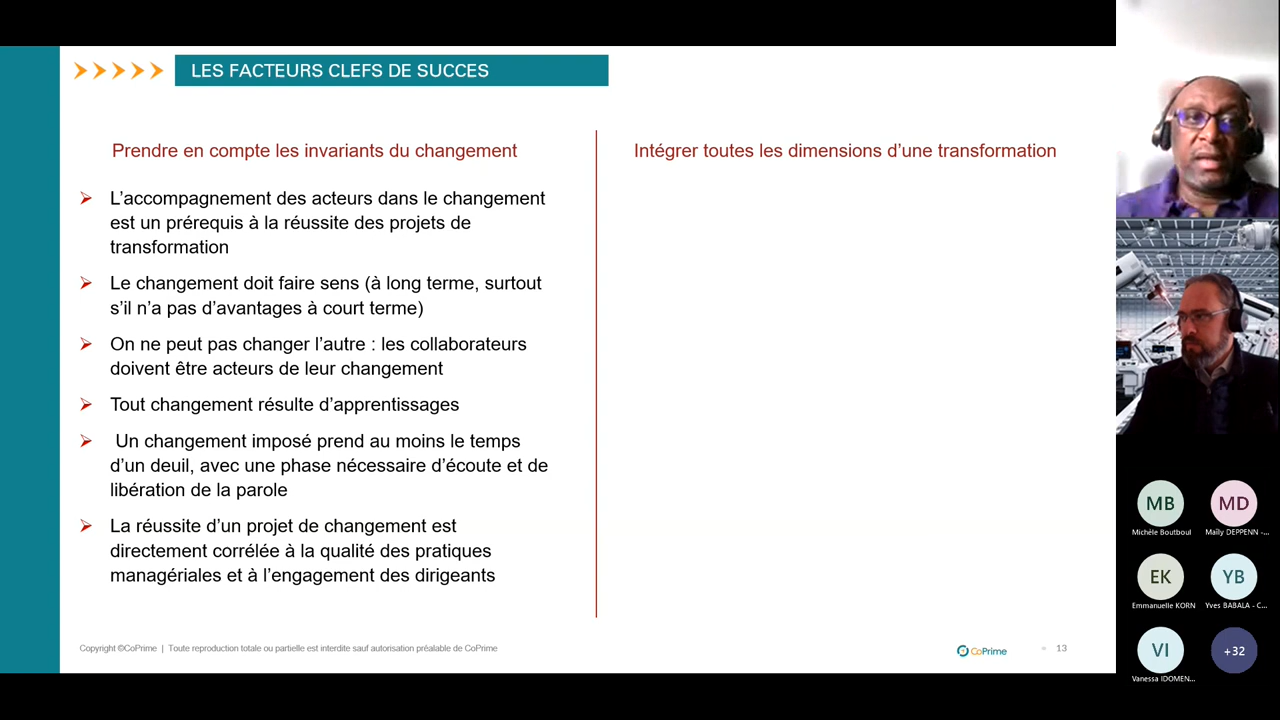 LES FACTEURS CLEFS DE SUCCES
Prendre en compte les invariants du changement
L’accompagnement des acteurs dans le changement
est un prérequis à la réussite des projets de
transformation
Le changement doit faire sens (à long terme, surtout
s’il n’a pas d’avantages à court terme)
On ne peut pas changer l’autre : les collaborateurs
doivent être acteurs de leur changement
Tout changement résulte d’apprentissages
Un changement imposé prend au moins le temps
d’un deuil, avec une phase nécessaire d’écoute et de
libération de la parole
La réussite d’un projet de changement est
directement corrélée à la qualité des pratiques
managériales et à l’engagement des dirigeants
Intégrer toutes les dimensions d’une transformation
Copyright ©CoPrime | Toute reproduction totale ou partielle est interdite sauf autorisation préalable de CoPrime
CoPrime
13
MB
MD
Michèle Boutboul
Maïly DEPPENN -...
EK
YB
Emmanuelle KORN
Yves BABALA - C...
VI
+32
Vanessa IDOMEN...